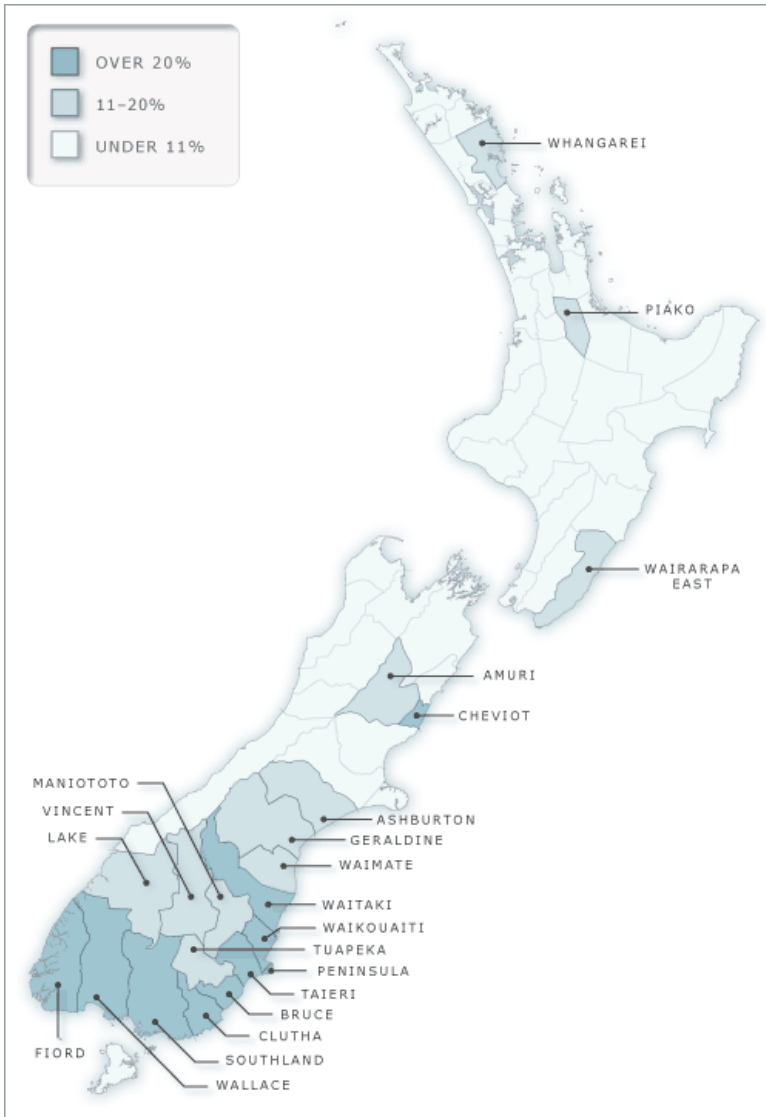 OVER 20%
11–20%
UNDER 11%
WHANGAREI
PIAKO
WAIRARAPA
EAST
AMURI
CHEVIOT
MANIOTOTO
VINCENT
LAKE
ASHBURTON
GERALDINE
WAIMATE
WAITAKI
WAIKOUAITI
TUAPEKA
PENINSULA
TAIERI
BRUCE
CLUTHA
FIORD
SOUTHLAND
WALLACE